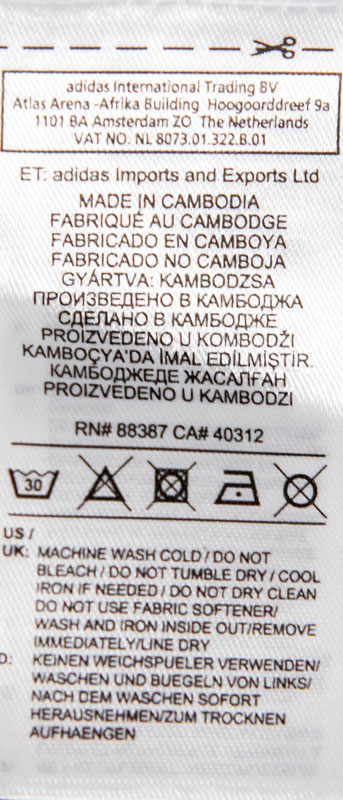 adidas International Trading BV
Atlas Arena -Afrika Building Hoogoorddreef 9a
1101 BA Amsterdam ZO The Netherlands
VAT NO. NL 8073.01.322.B.01
ET: adidas Imports and Exports Ltd
MADE IN CAMBODIA
FABRIQUÉ AU CAMBODGE
FABRICADO EN CAMBOYA
FABRICADO NO CAMBOJA
GYÁRTVA: KAMBODZSA
ПРОИЗВЕДЕНО В КАМБОДЖА
СДЕЛАНО В КАМБОДЖЕ
PROIZVEDENO U KOMBODŽI
KAMBOÇYA'DA İMAL EDİLMİŞTİR.
КАМБОДЖЕДЕ ЖАСАЛҒАН
PROIZVEDENO U KAMBODZI
RN# 88387 CA# 40312
30
US /
UK: MACHINE WASH COLD / DO NOT
BLEACH / DO NOT TUMBLE DRY / COOL
IRON IF NEEDED / DO NOT DRY CLEAN
DO NOT USE FABRIC SOFTENER/
WASH AND IRON INSIDE OUT/REMOVE
IMMEDIATELY/LINE DRY
D: KEINEN WEICHSPUELER VERWENDEN/
WASCHEN UND BUEGELN VON LINKS/
NACH DEM WASCHEN SOFORT
HERAUSNEHMEN/ZUM TROCKNEN
AUFHAENGEN